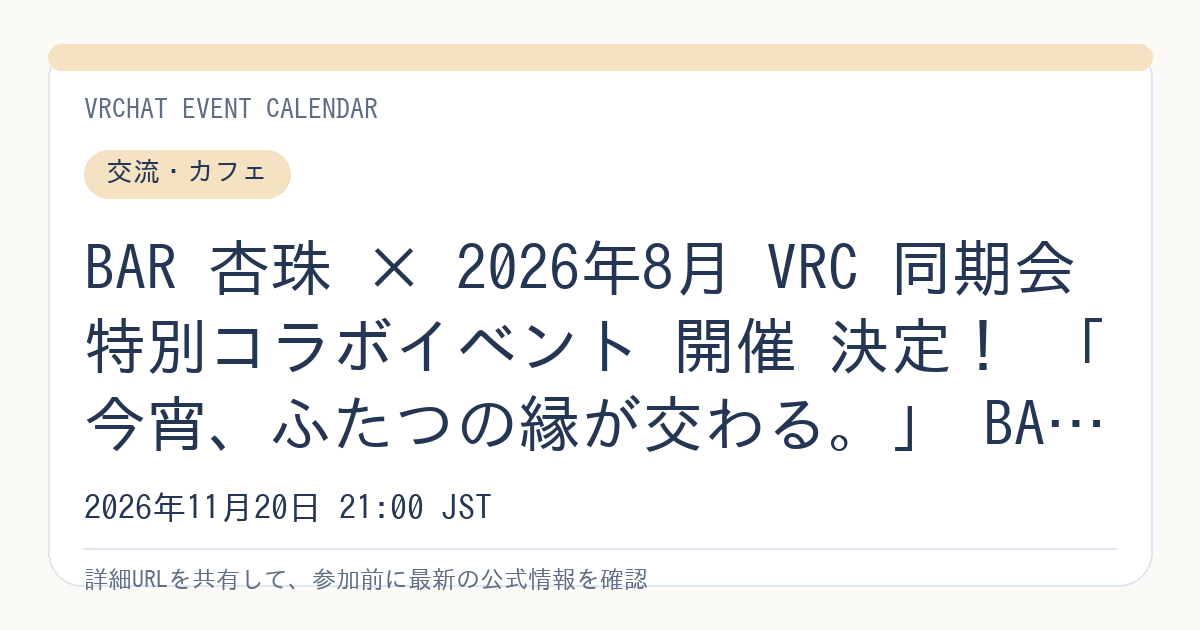 VRCHAT EVENT CALENDAR
交流・カフェ
BAR 杏珠 × 2026年8月 VRC 同期会
特別コラボイベント 開催 決定！ 「
今宵、ふたつの縁が交わる。」 BA…
2026年11月20日 21:00 JST
詳細URLを共有して、参加前に最新の公式情報を確認